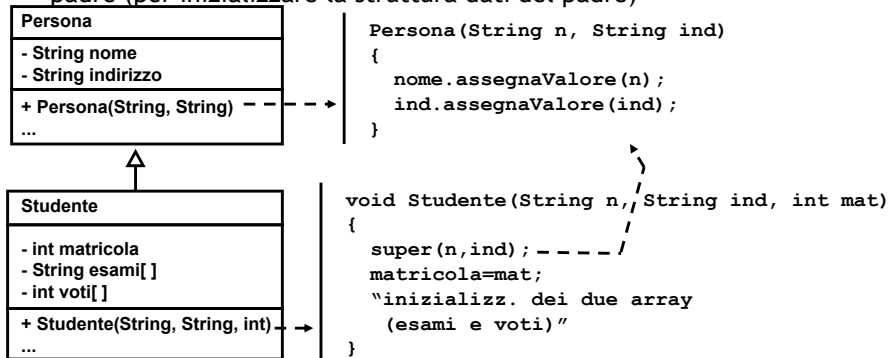 padre (per inizializzare la struttura dati del padre)
Persona
- String nome
- String indirizzo
+ Persona(String, String)
...
Persona(String n, String ind)
{
nome.assegnaValore(n);
ind.assegnaValore(ind);
}
Studente
- int matricola
- String esami[ ]
- int voti[ ]
+ Studente(String, String, int)
...
void Studente(String n, String ind, int mat)
{
super(n,ind);
matricola=mat;
“inizializz. dei due array
(esami e voti)”
}